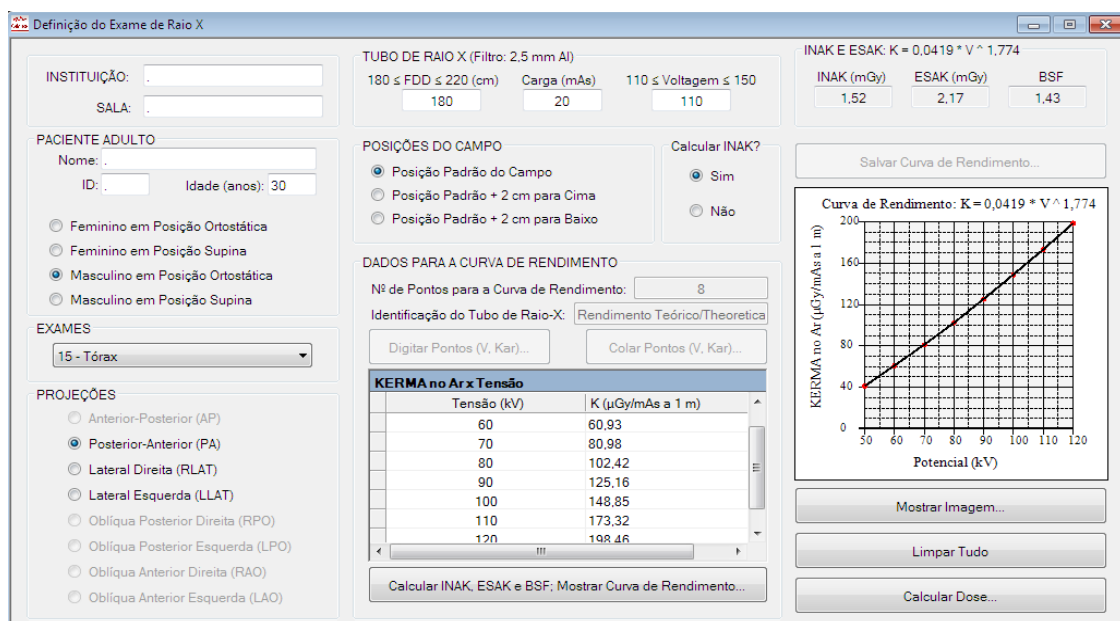 Definição do Exame de Raio X
INSTITUIÇÃO: .
SALA: .
PACIENTE ADULTO
Nome: .
ID: . Idade (anos): 30
Feminino em Posição Ortostática
Feminino em Posição Supina
Masculino em Posição Ortostática
Masculino em Posição Supina
EXAMES
15 - Tórax
PROJEÇÕES
Anterior-Posterior (AP)
Posterior-Anterior (PA)
Lateral Direita (RLAT)
Lateral Esquerda (LLAT)
Oblíqua Posterior Direita (RPO)
Oblíqua Posterior Esquerda (LPO)
Oblíqua Anterior Direita (RAO)
Oblíqua Anterior Esquerda (LAO)
TUBO DE RAIO X (Filtro: 2,5 mm Al)
180 ≤ FDD ≤ 220 (cm) Carga (mAs) 110 ≤ Voltagem ≤ 150
180 20 110
POSIÇÕES DO CAMPO
Posição Padrão do Campo
Posição Padrão + 2 cm para Cima
Posição Padrão + 2 cm para Baixo
Calcular INAK?
Sim
Não
DADOS PARA A CURVA DE RENDIMENTO
Nº de Pontos para a Curva de Rendimento: 8
Identificação do Tubo de Raio-X: Rendimento Teórico/Theoretica
Digitar Pontos (V, Kar)... Colar Pontos (V, Kar)...
KERMA no Ar x Tensão
Tensão (kV) K (µGy/mAs a 1 m)
60 60,93
70 80,98
80 102,42
90 125,16
100 148,85
110 173,32
120 198,46
Calcular INAK, ESAK e BSF; Mostrar Curva de Rendimento...
INAK E ESAK: K = 0,0419 * V ^ 1,774
INAK (mGy) ESAK (mGy) BSF
1,52 2,17 1,43
Salvar Curva de Rendimento...
Curva de Rendimento: K = 0,0419 * V ^ 1,774
KERMA no Ar (µGy/mAs a 1 m)
200
160
120
80
40
0
50 60 70 80 90 100 110 120
Potencial (kV)
Mostrar Imagem...
Limpar Tudo
Calcular Dose...